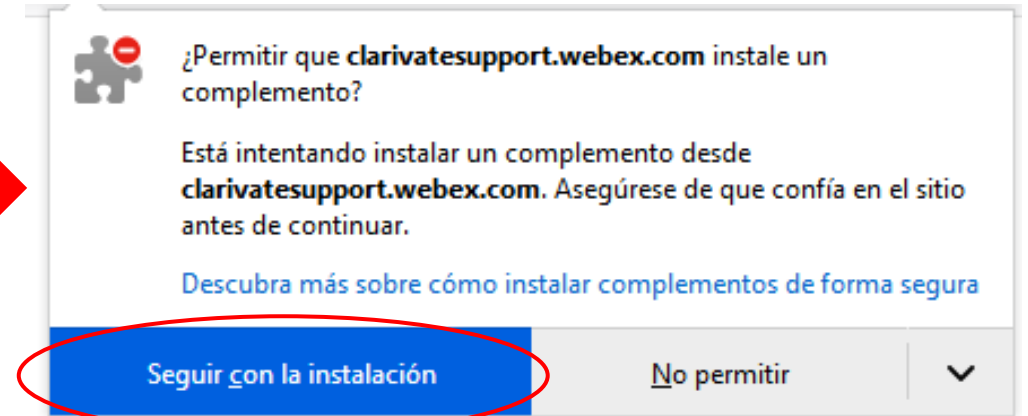 ¿Permitir que clarivatesupport.webex.com instale un
complemento?
Está intentando instalar un complemento desde
clarivatesupport.webex.com. Asegúrese de que confía en el sitio
antes de continuar.
Descubra más sobre cómo instalar complementos de forma segura
Seguir con la instalación
No permitir